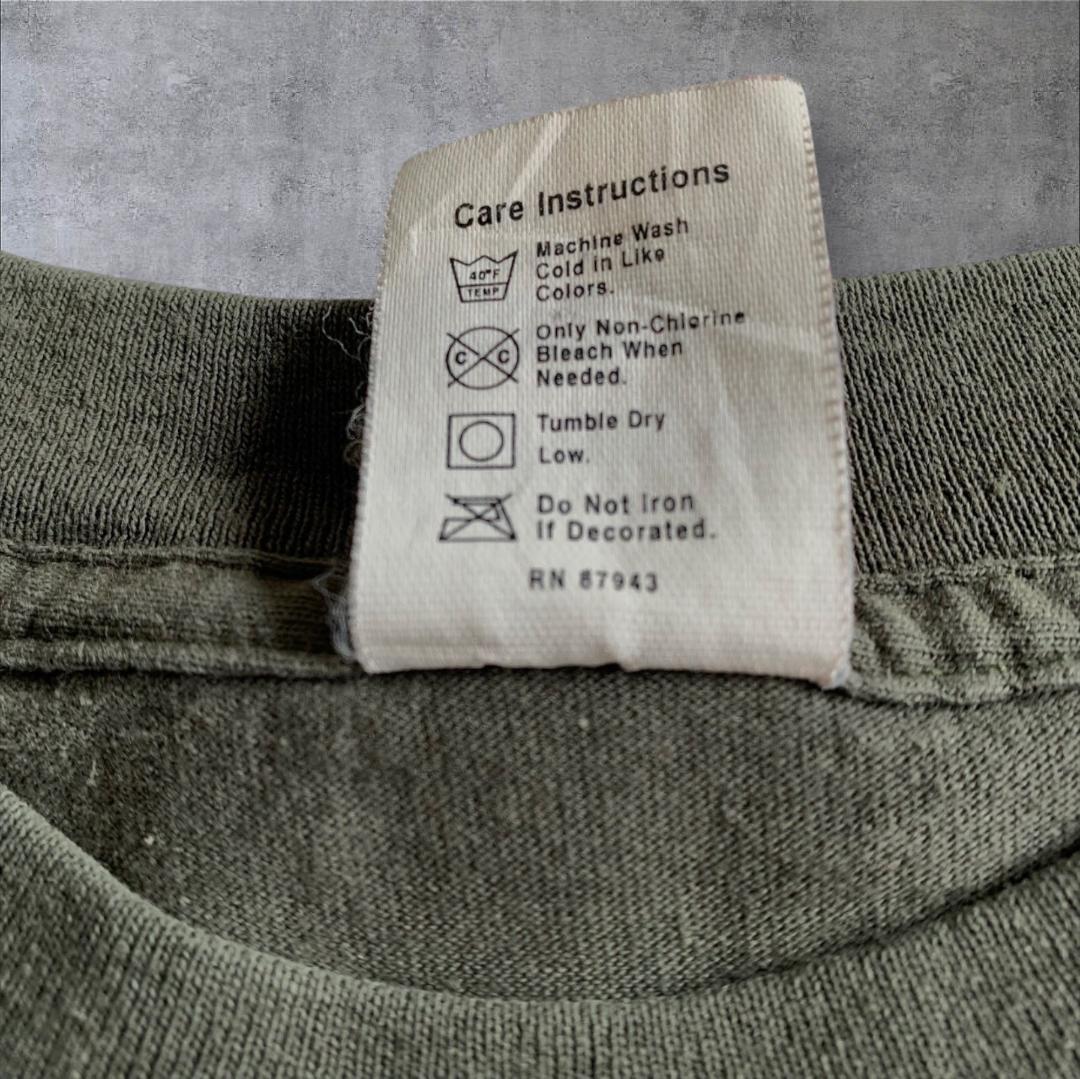 Care Instructions
40°F
TEMP
Machine Wash
Cold in Like
Colors.
C C
Only Non-Chlorine
Bleach When
Needed.
Tumble Dry
Low.
Do Not Iron
If Decorated.
RN 87943